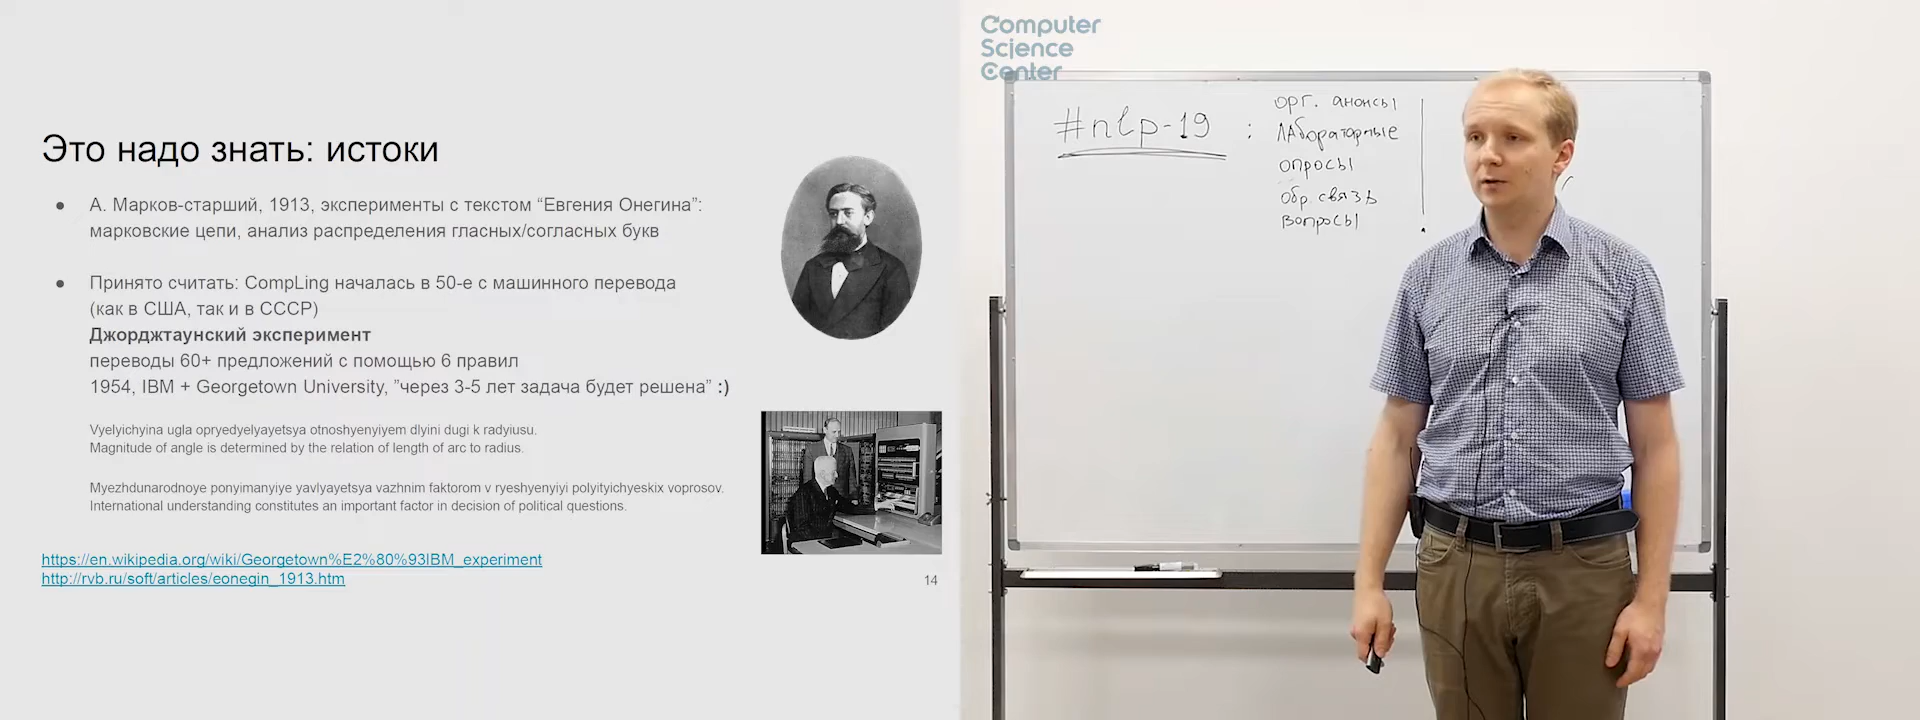 Это надо знать: истоки
● А. Марков-старший, 1913, эксперименты с текстом “Евгения Онегина”:
марковские цепи, анализ распределения гласных/согласных букв
● Принято считать: CompLing началась в 50-е с машинного перевода
(как в США, так и в СССР)
Джорджтаунский эксперимент
переводы 60+ предложений с помощью 6 правил
1954, IBM + Georgetown University, ”через 3-5 лет задача будет решена” :)
Vyelyichyina ugla opryedyelyayetsya otnoshyenyiyem dlyini dugi k radyiusu.
Magnitude of angle is determined by the relation of length of arc to radius.
Myezhdunarodnoye ponyimanyiye yavlyayetsya vazhnim faktorom v ryeshyenyiyi polyityichyeskix voprosov.
International understanding constitutes an important factor in decision of political questions.
https://en.wikipedia.org/wiki/Georgetown%E2%80%93IBM_experiment
http://rvb.ru/soft/articles/eonegin_1913.htm
14
Computer
Science
Center
#nlp-19 :
орг. анонсы
лабораторные
опросы
обр. связь
вопросы